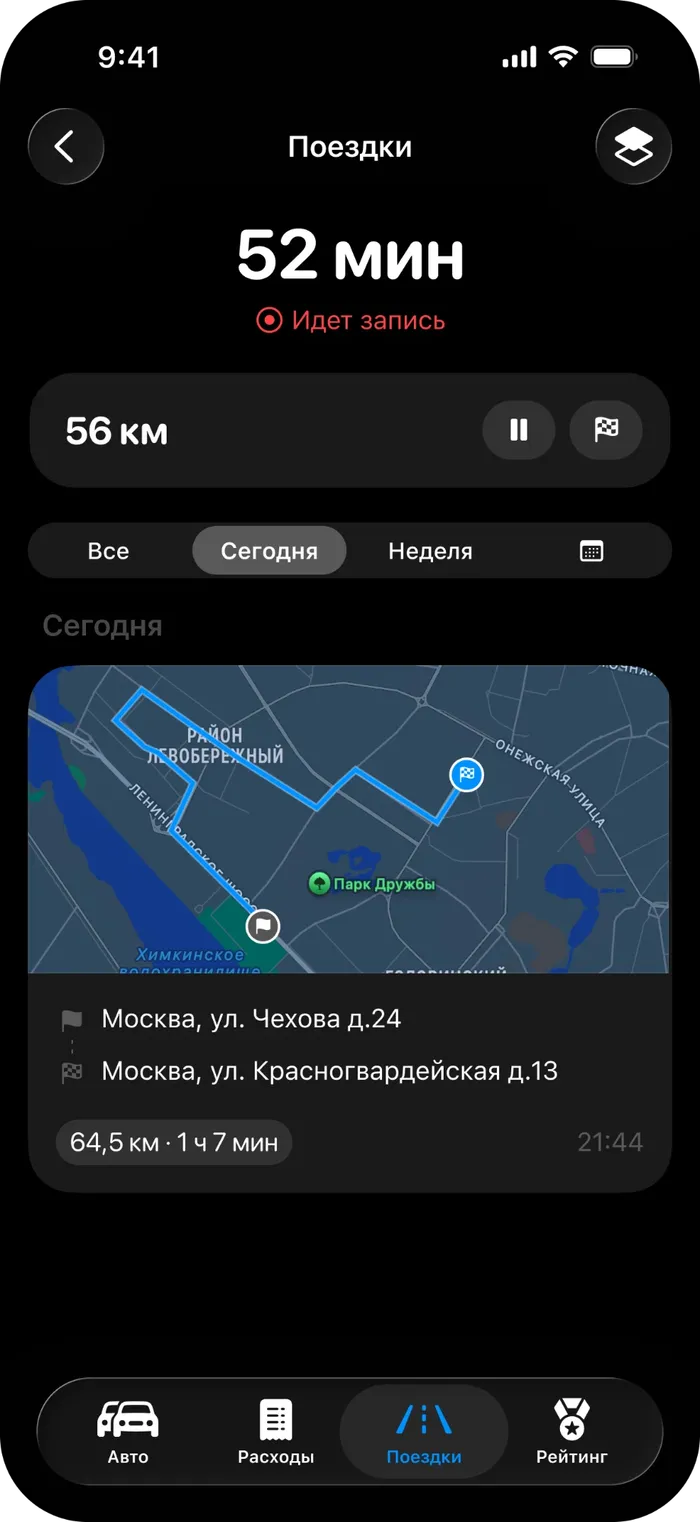 9:41
Поездки
52 мин
Идет запись
56 км
Все
Сегодня
Неделя
Сегодня
РАЙОН
ЛЕВОБЕРЕЖНЫЙ
ОНЕЖСКАЯ УЛИЦА
Парк Дружбы
Химкинское
водохранилище
Москва, ул. Чехова д.24
Москва, ул. Красногвардейская д.13
64,5 км · 1 ч 7 мин
21:44
Авто
Расходы
Поездки
Рейтинг